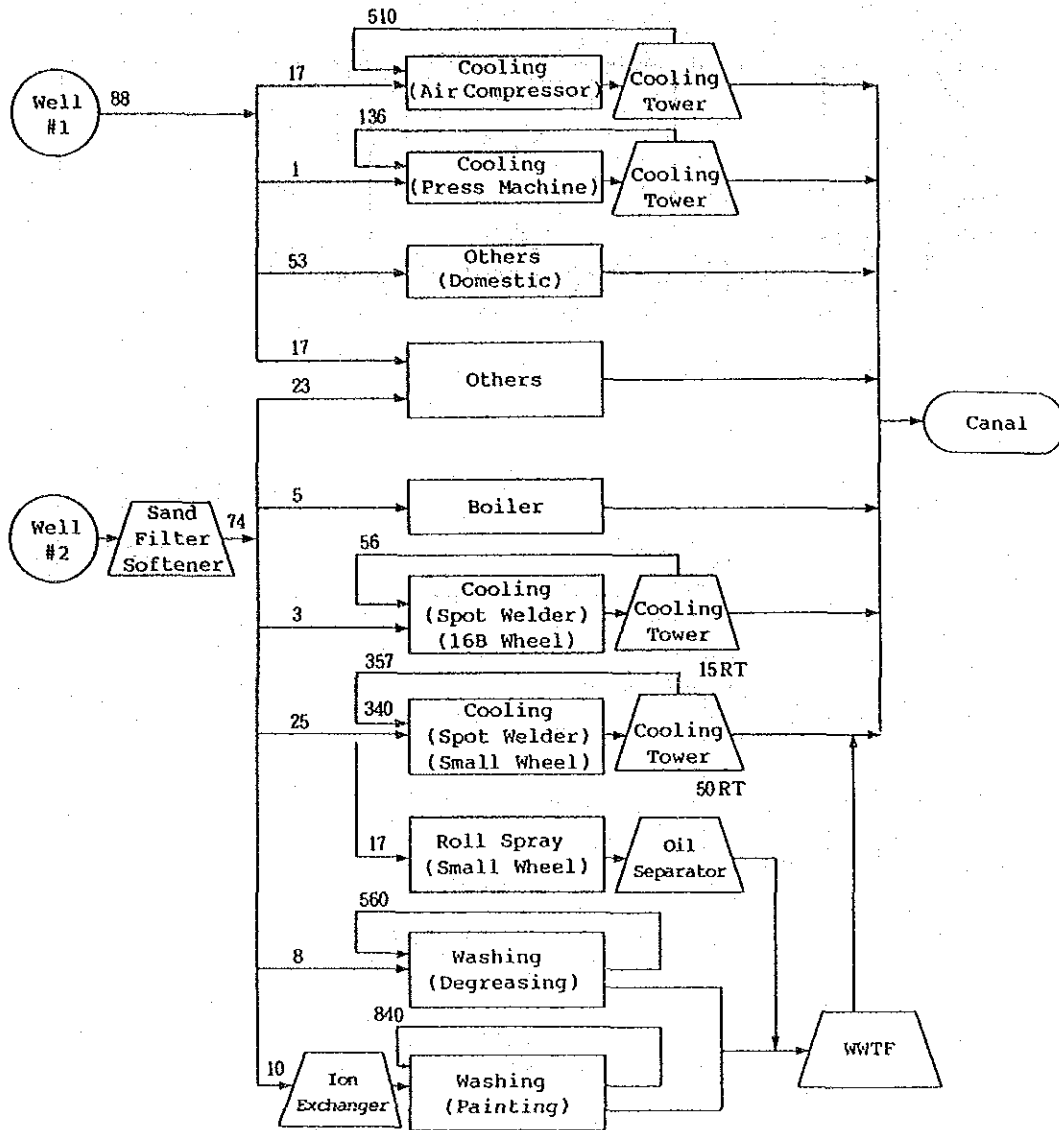 510
Cooling
(Air Compressor)
Cooling
Tower
17
Well
#1
88
136
Cooling
(Press Machine)
Cooling
Tower
1
53
Others
(Domestic)
17
23
Others
Canal
Well
#2
Sand
Filter
Softener
74
5
Boiler
56
Cooling
(Spot Welder)
(16B Wheel)
Cooling
Tower
3
15RT
357
340
Cooling
(Spot Welder)
(Small Wheel)
Cooling
Tower
25
50RT
17
Roll Spray
(Small Wheel)
Oil
Separator
560
8
Washing
(Degreasing)
840
WWTF
10
Ion
Exchanger
Washing
(Painting)